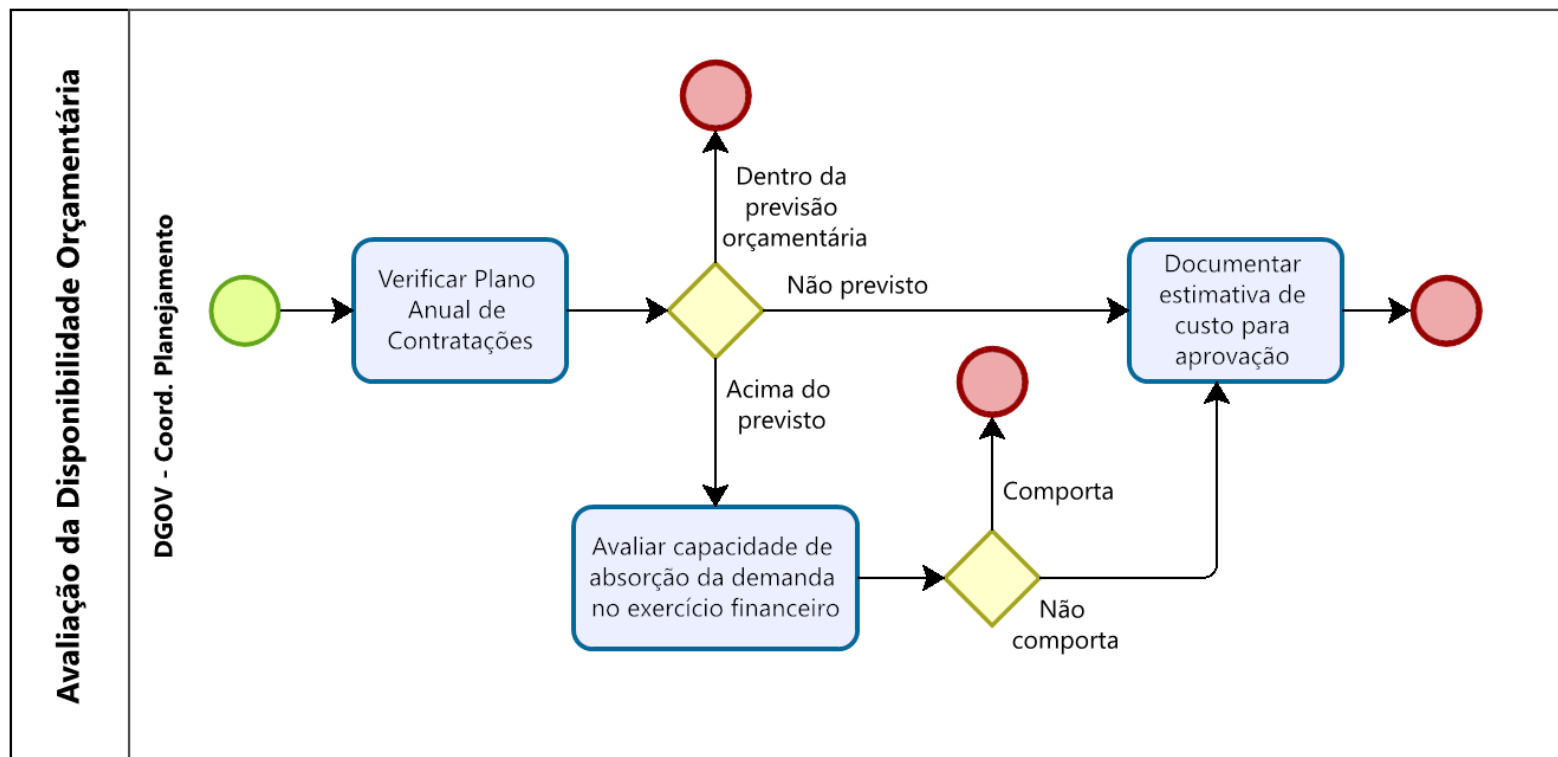 Avaliação da Disponibilidade Orçamentária
DGOV - Coord. Planejamento
Verificar Plano
Anual de
Contratações
Dentro da
previsão
orçamentária
Não previsto
Documentar
estimativa de
custo para
aprovação
Acima do
previsto
Avaliar capacidade de
absorção da demanda
no exercício financeiro
Comporta
Não
comporta